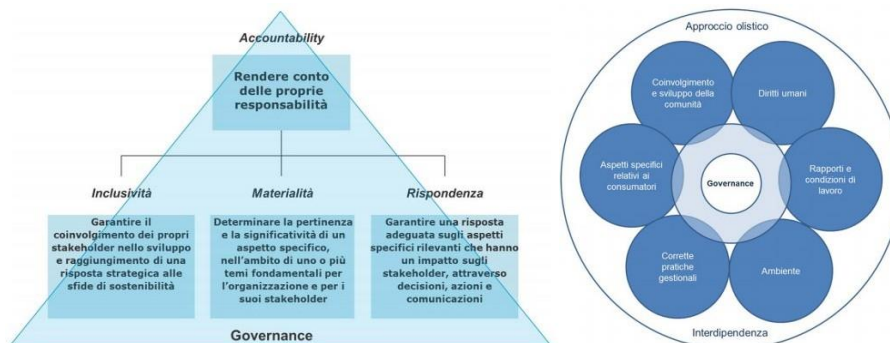 Accountability
Rendere conto
delle proprie
responsabilità
Inclusività
Garantire il
coinvolgimento dei propri
stakeholder nello sviluppo
e raggiungimento di una
risposta strategica alle
sfide di sostenibilità
Materialità
Determinare la pertinenza
e la significatività di un
aspetto specifico,
nell'ambito di uno o più
temi fondamentali per
l'organizzazione e per i
suoi stakeholder
Rispondenza
Garantire una risposta
adeguata sugli aspetti
specifici rilevanti che hanno
un impatto sugli
stakeholder, attraverso
decisioni, azioni e
comunicazioni
Governance
Approccio olistico
Coinvolgimento
e sviluppo della
comunità
Diritti umani
Aspetti specifici
relativi ai
consumatori
Governance
Rapporti e
condizioni di
lavoro
Corrette
pratiche
gestionali
Ambiente
Interdipendenza